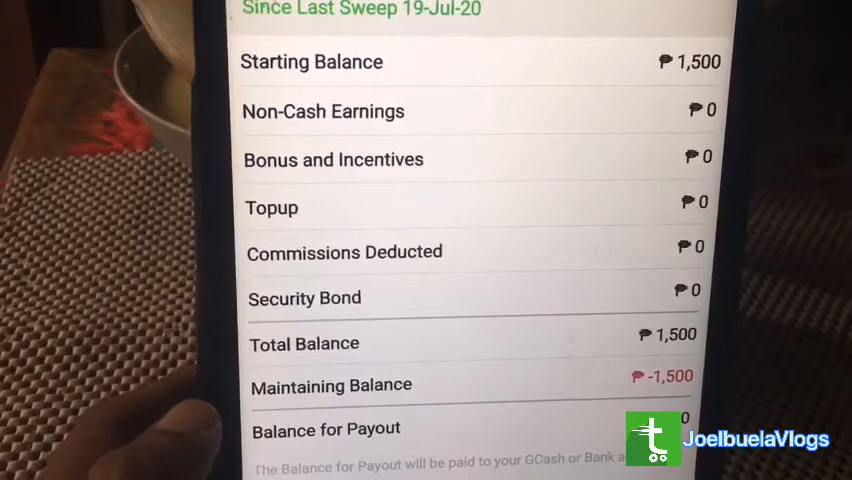 Since Last Sweep 19-Jul-20
Starting Balance ₱ 1,500
Non-Cash Earnings ₱ 0
Bonus and Incentives ₱ 0
Topup ₱ 0
Commissions Deducted ₱ 0
Security Bond ₱ 0
Total Balance ₱ 1,500
Maintaining Balance ₱ -1,500
Balance for Payout 0
The Balance for Payout will be paid to your GCash or Bank
t JoelbuelaVlogs